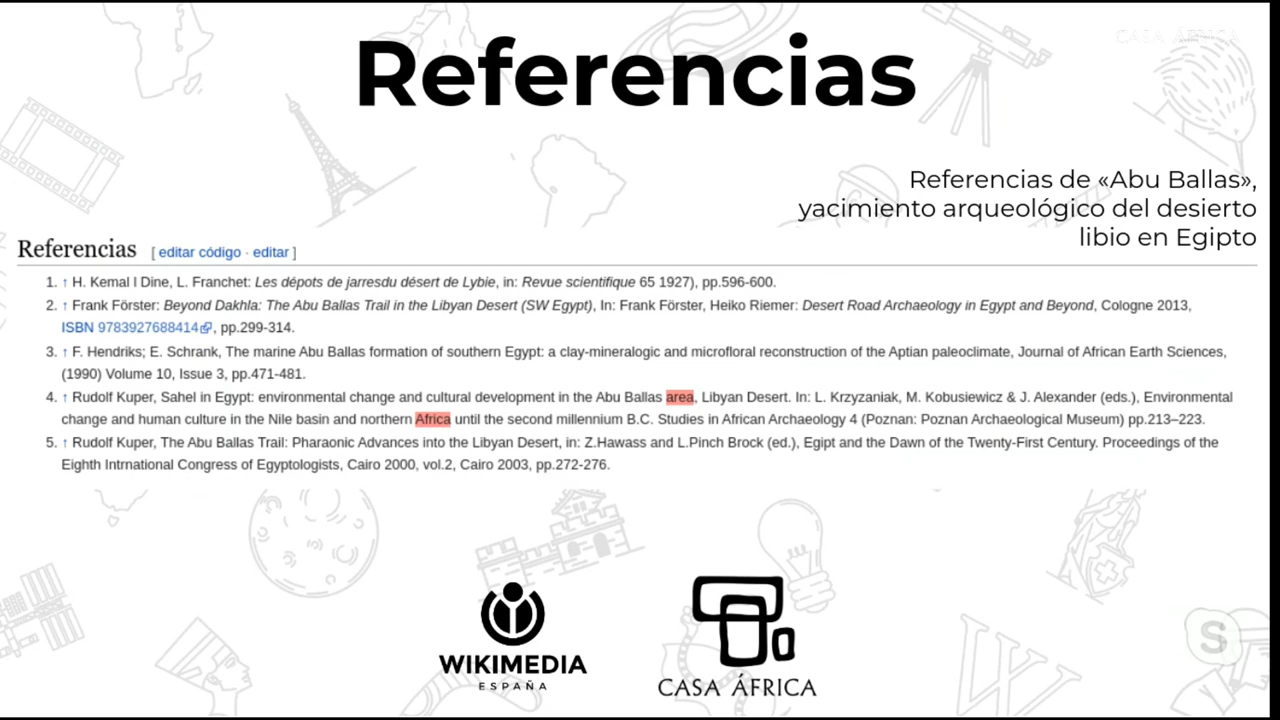 CASA ÁFRICA
Referencias
Referencias de «Abu Ballas»,
yacimiento arqueológico del desierto
libio en Egipto
Referencias [ editar código · editar ]
1. ↑ H. Kemal l Dine, L. Franchet: Les dépots de jarresdu désert de Lybie, in: Revue scientifique 65 1927), pp.596-600.
2. ↑ Frank Förster: Beyond Dakhla: The Abu Ballas Trail in the Libyan Desert (SW Egypt), In: Frank Förster, Heiko Riemer: Desert Road Archaeology in Egypt and Beyond, Cologne 2013,
ISBN 9783927688414, pp.299-314.
3. ↑ F. Hendriks; E. Schrank, The marine Abu Ballas formation of southern Egypt: a clay-mineralogic and microfloral reconstruction of the Aptian paleoclimate, Journal of African Earth Sciences,
(1990) Volume 10, Issue 3, pp.471-481.
4. ↑ Rudolf Kuper, Sahel in Egypt: environmental change and cultural development in the Abu Ballas area, Libyan Desert. In: L. Krzyzaniak, M. Kobusiewicz & J. Alexander (eds.), Environmental
change and human culture in the Nile basin and northern Africa until the second millennium B.C. Studies in African Archaeology 4 (Poznan: Poznan Archaeological Museum) pp.213–223.
5. ↑ Rudolf Kuper, The Abu Ballas Trail: Pharaonic Advances into the Libyan Desert, in: Z.Hawass and L.Pinch Brock (ed.), Egipt and the Dawn of the Twenty-First Century. Proceedings of the
Eighth Intrnational Congress of Egyptologists, Cairo 2000, vol.2, Cairo 2003, pp.272-276.
WIKIMEDIA
ESPAÑA
CASA ÁFRICA
S
W